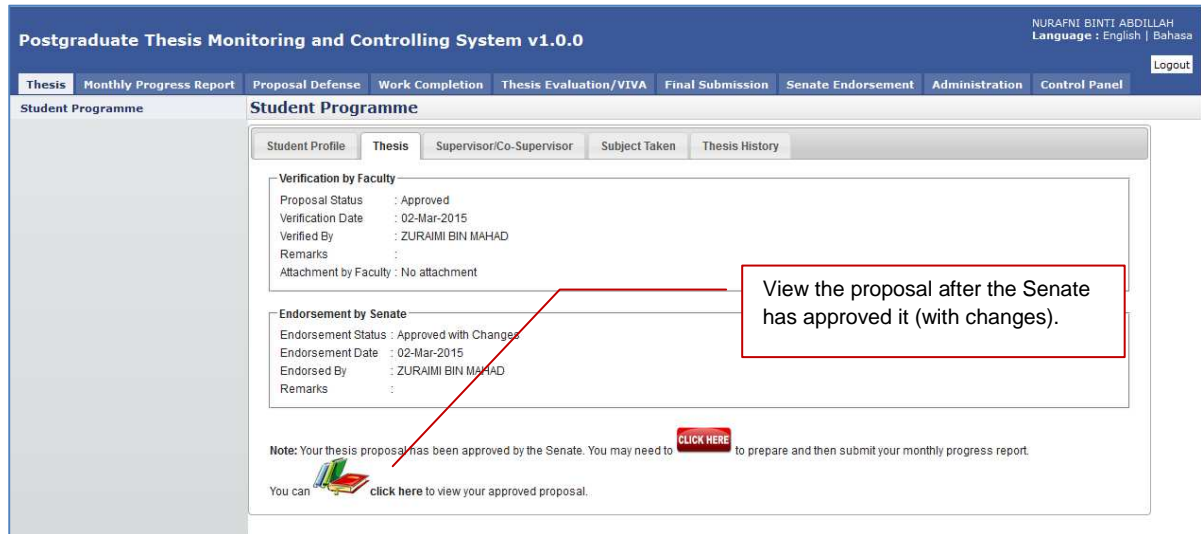 NURAFNI BINTI ABDILLAH
Postgraduate Thesis Monitoring and Controlling System v1.0.0
Language : English | Bahasa
Logout
Thesis Monthly Progress Report Proposal Defense Work Completion Thesis Evaluation/VIVA Final Submission Senate Endorsement Administration Control Panel
Student Programme
Student Programme
Student Profile Thesis Supervisor/Co-Supervisor Subject Taken Thesis History
Verification by Faculty
Proposal Status : Approved
Verification Date : 02-Mar-2015
Verified By : ZURAIMI BIN MAHAD
Remarks :
Attachment by Faculty : No attachment
View the proposal after the Senate
has approved it (with changes).
Endorsement by Senate
Endorsement Status : Approved with Changes
Endorsement Date : 02-Mar-2015
Endorsed By : ZURAIMI BIN MAHAD
Remarks :
Note: Your thesis proposal has been approved by the Senate. You may need to CLICK HERE to prepare and then submit your monthly progress report.
You can click here to view your approved proposal.